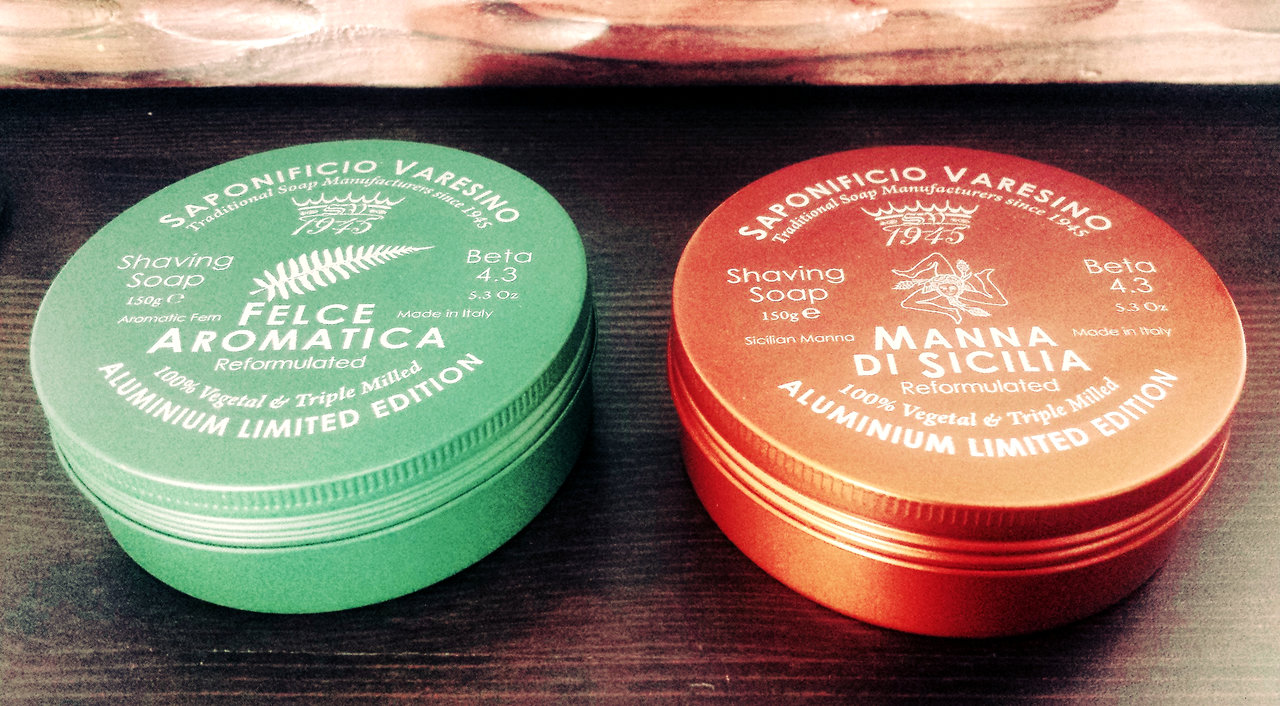 SAPONIFICIO VARESINO
Traditional Soap Manufacturers since 1945
SV
1945
Shaving
Soap
150g ℮
Beta
4.3
5.3 Oz
Aromatic Fern
FELCE
AROMATICA
Made in Italy
Reformulated
100% Vegetal & Triple Milled
ALUMINIUM LIMITED EDITION
SAPONIFICIO VARESINO
Traditional Soap Manufacturers since 1945
SV
1945
Shaving
Soap
150g ℮
Beta
4.3
5.3 Oz
Sicilian Manna
MANNA
DI SICILIA
Made in Italy
Reformulated
100% Vegetal & Triple Milled
ALUMINIUM LIMITED EDITION